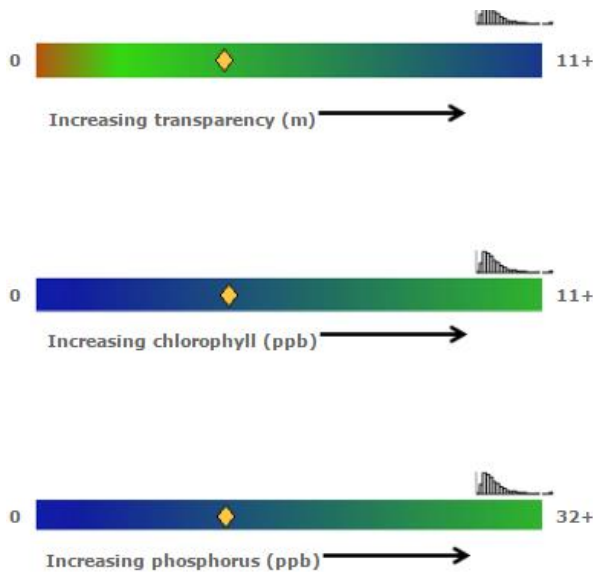 0 11+
Increasing transparency (m)
0 11+
Increasing chlorophyll (ppb)
0 32+
Increasing phosphorus (ppb)